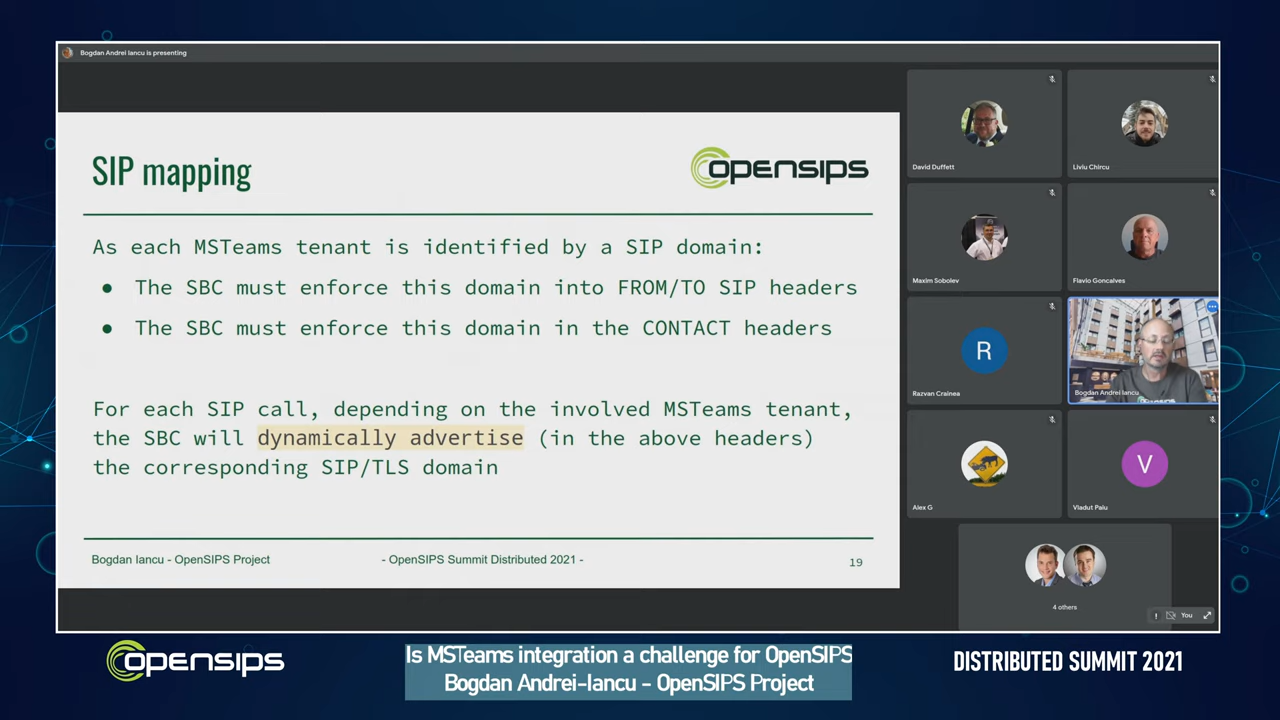 Bogdan Andrei Iancu is presenting
SIP mapping
OPENSIPS
As each MSTeams tenant is identified by a SIP domain:
● The SBC must enforce this domain into FROM/TO SIP headers
● The SBC must enforce this domain in the CONTACT headers
For each SIP call, depending on the involved MSTeams tenant,
the SBC will dynamically advertise (in the above headers)
the corresponding SIP/TLS domain
Bogdan Iancu - OpenSIPS Project
- OpenSIPS Summit Distributed 2021 -
19
David Duffett
Liviu Chircu
Maxim Sobolev
Flavio Goncalves
R
Razvan Crainea
Bogdan Andrei Iancu
Alex G
V
Vladut Paiu
4 others
You
OPENSIPS
Is MSTeams integration a challenge for OpenSIPS
Bogdan Andrei-Iancu - OpenSIPS Project
DISTRIBUTED SUMMIT 2021